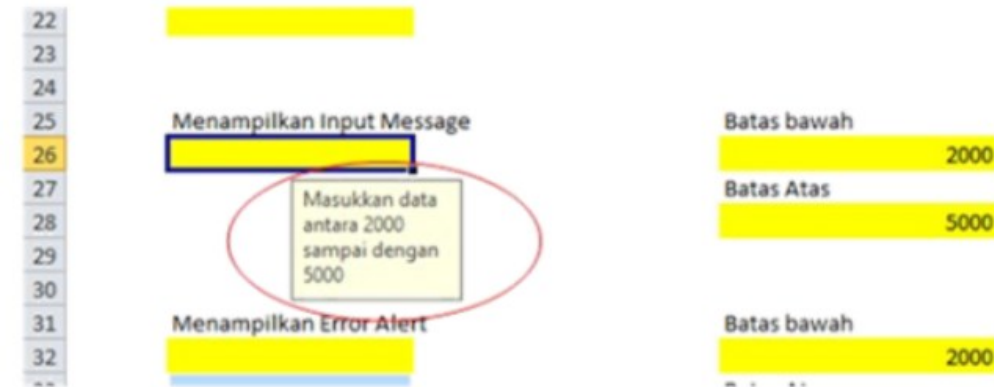 22
23
24
25 Menampilkan Input Message Batas bawah
26 2000
27 Batas Atas
Masukkan data
28 5000
antara 2000
29
sampai dengan
5000
30
31 Menampilkan Error Alert Batas bawah
32 2000